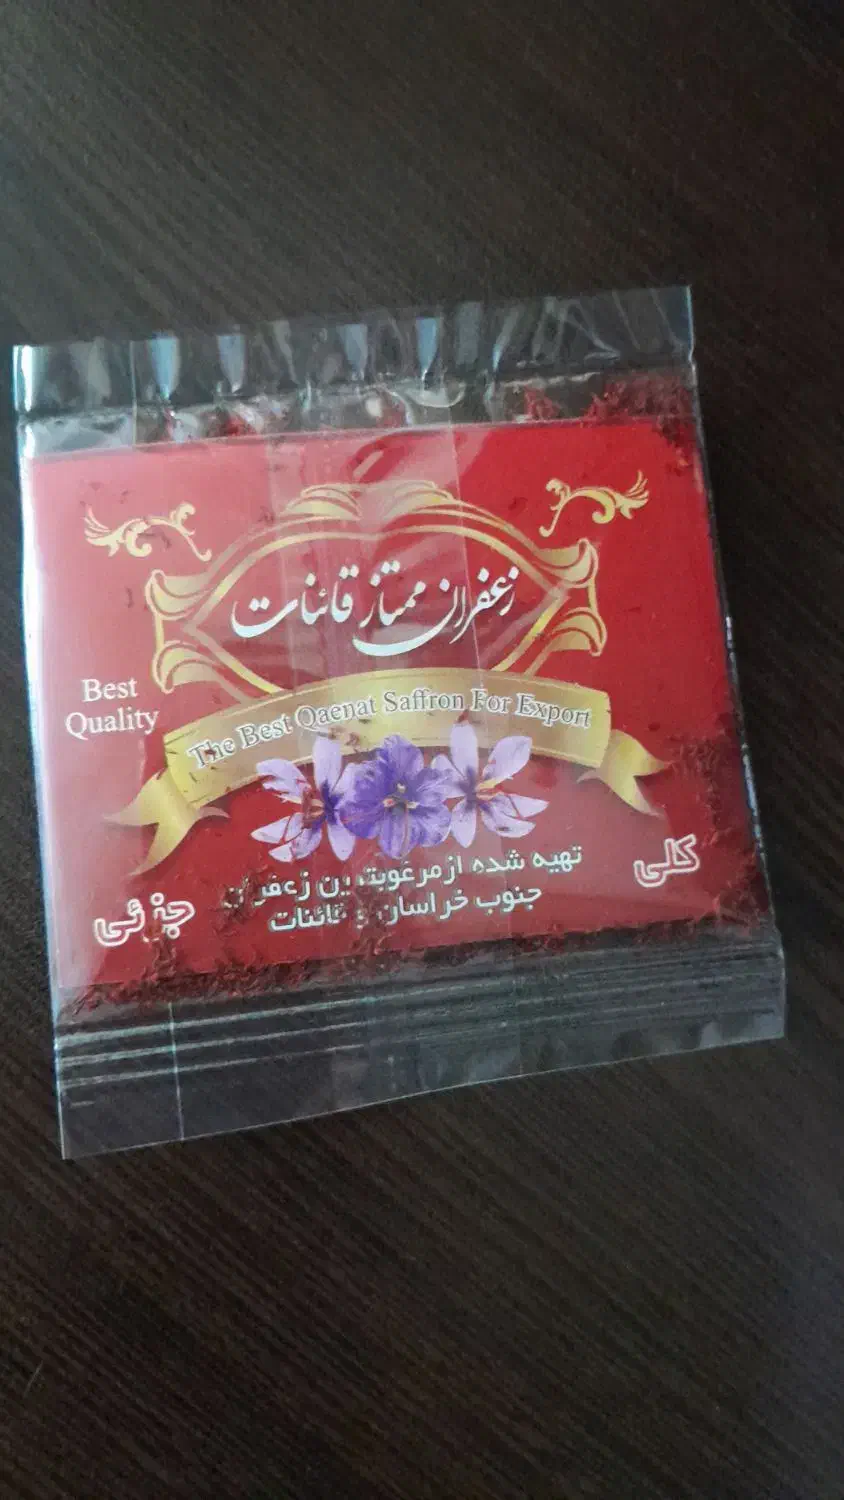 زعفران ممتاز قائنات
Best
Quality
The Best Qaenat Saffron For Export
تهیه شده از مرغوبترین زعفران
جنوب خراسان و قائنات
کلی
جزئی